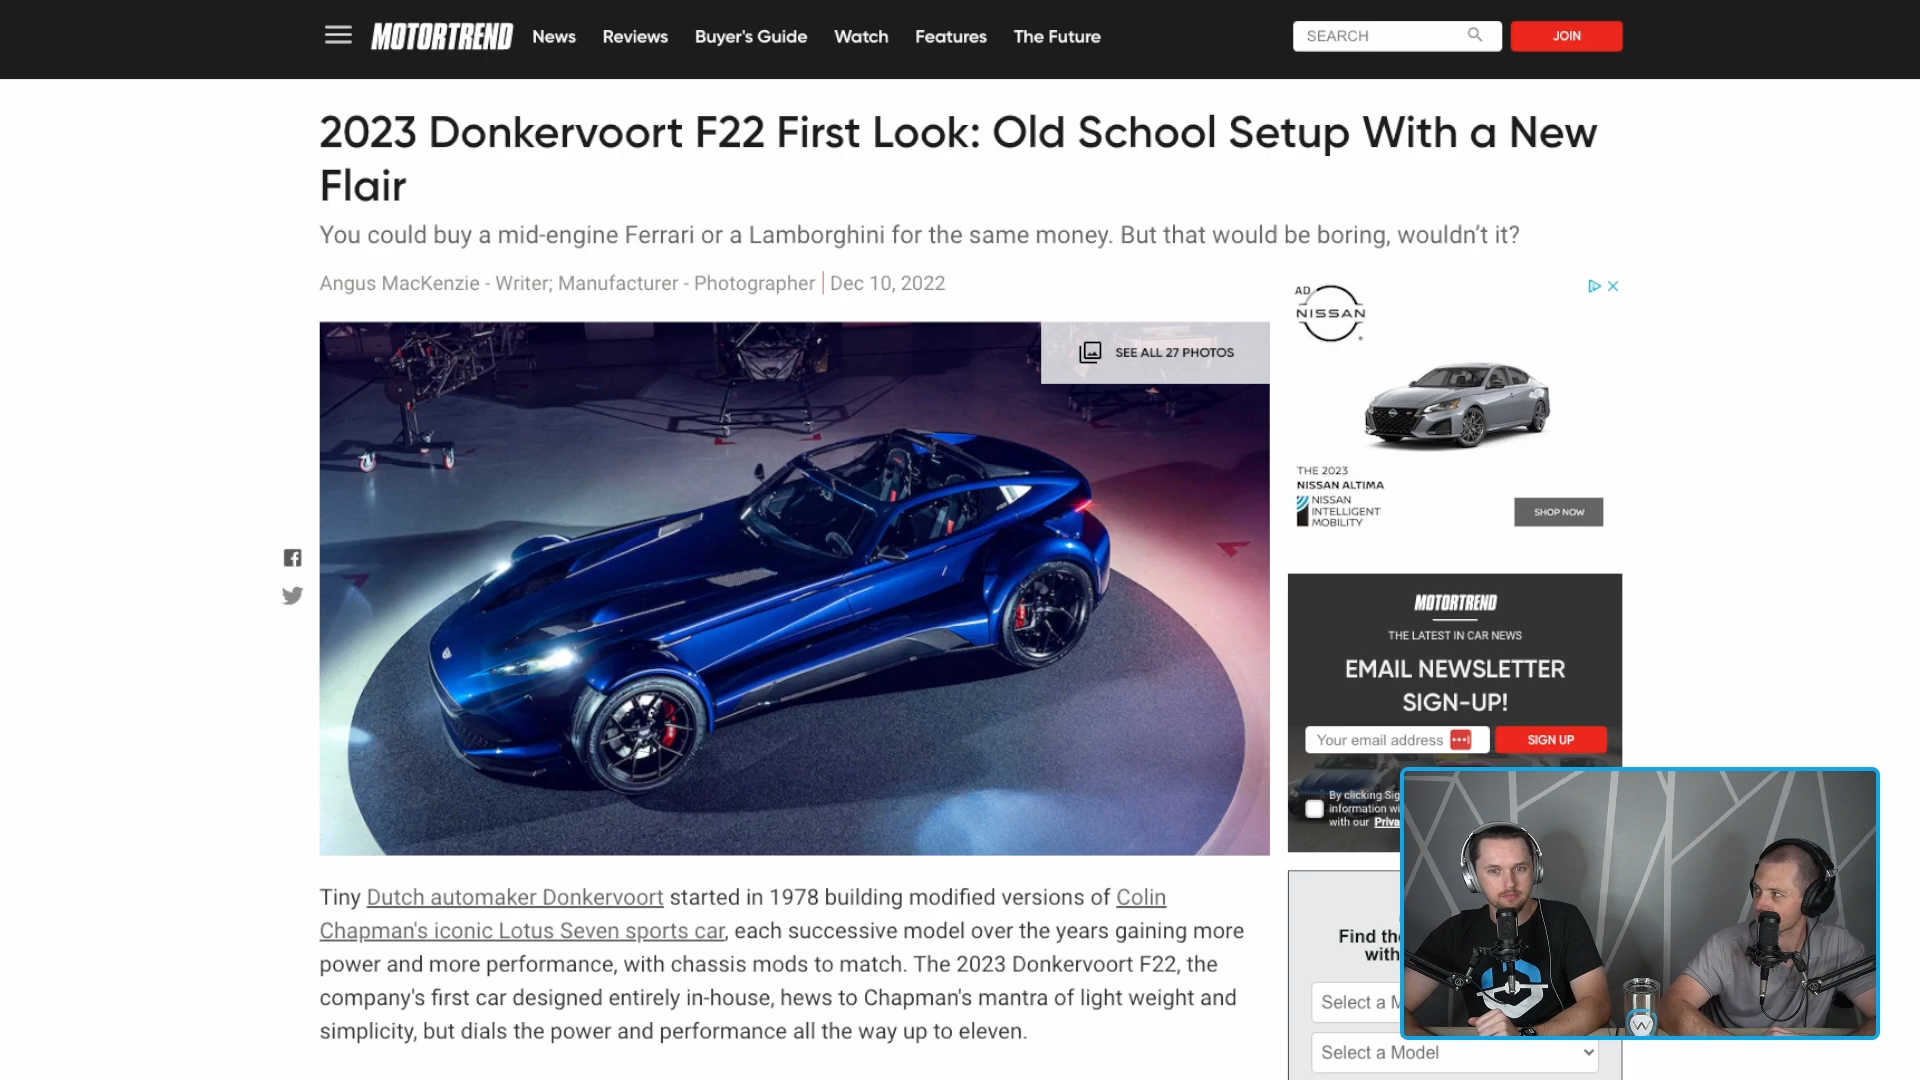 MOTORTREND News Reviews Buyer's Guide Watch Features The Future SEARCH JOIN
2023 Donkervoort F22 First Look: Old School Setup With a New
Flair
You could buy a mid-engine Ferrari or a Lamborghini for the same money. But that would be boring, wouldn't it?
Angus MacKenzie - Writer; Manufacturer - Photographer | Dec 10, 2022
SEE ALL 27 PHOTOS
Tiny Dutch automaker Donkervoort started in 1978 building modified versions of Colin
Chapman's iconic Lotus Seven sports car, each successive model over the years gaining more
power and more performance, with chassis mods to match. The 2023 Donkervoort F22, the
company's first car designed entirely in-house, hews to Chapman's mantra of light weight and
simplicity, but dials the power and performance all the way up to eleven.
AD
NISSAN
THE 2023
NISSAN ALTIMA
NISSAN
INTELLIGENT
MOBILITY
SHOP NOW
MOTORTREND
THE LATEST IN CAR NEWS
EMAIL NEWSLETTER
SIGN-UP!
Your email address SIGN UP
By clicking Sig
information wi
with our Priva
Find the
with
Select a M
Select a Model